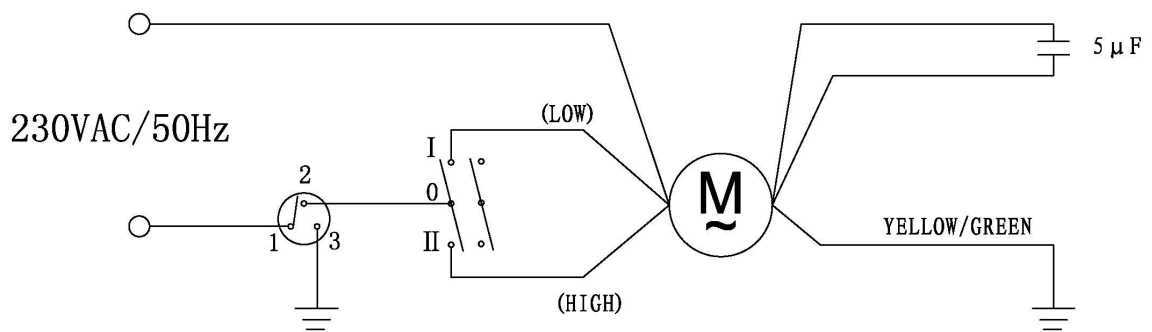 5μF
(LOW)
230VAC/50Hz
I
2
0
M
~
1
3
II
YELLOW/GREEN
(HIGH)